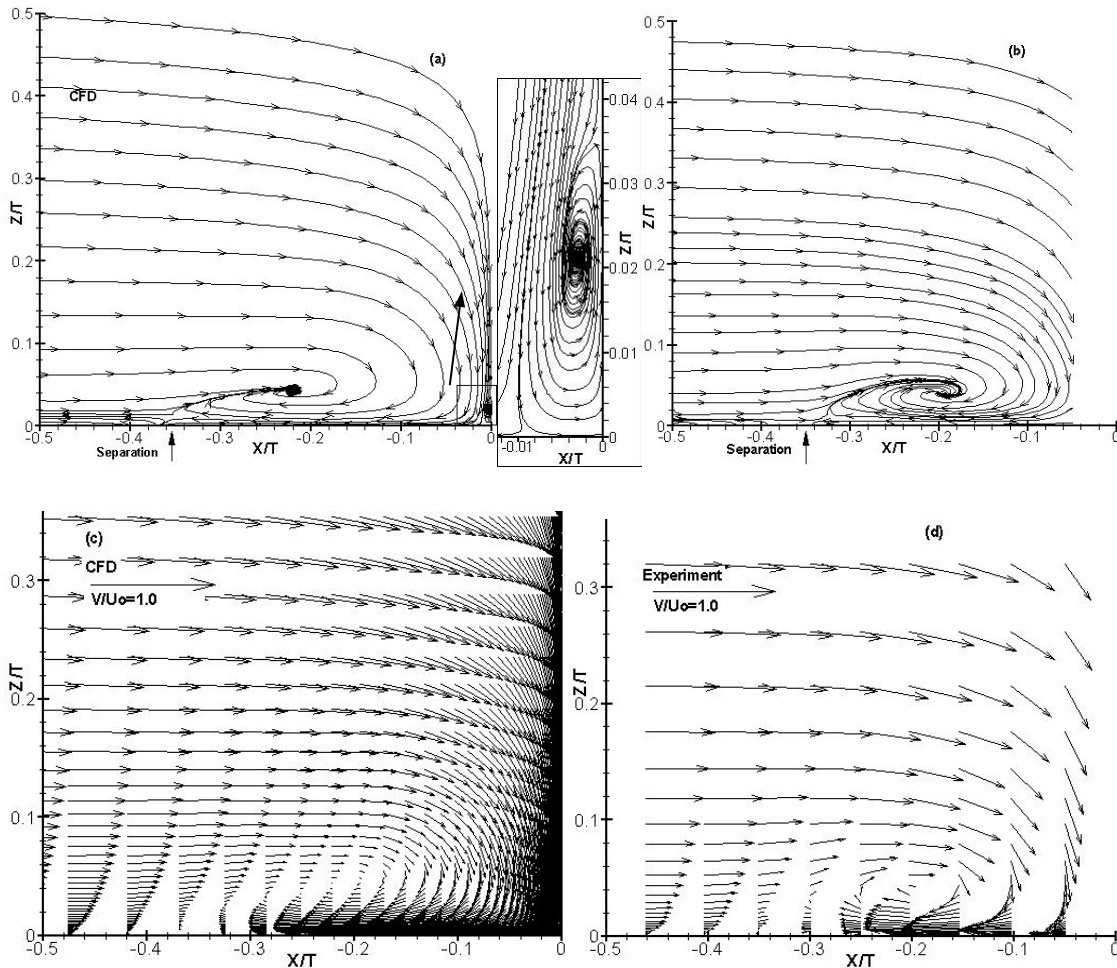 0.5
(a)
CFD
0.4
0.3
Z/T
0.2
0.1
0
-0.5
-0.4
-0.3
-0.2
-0.1
0
Separation
X/T
0.04
0.03
Z/T
0.02
0.01
0
-0.01
0
X/T
0.5
(b)
0.4
0.3
Z/T
0.2
0.1
0
-0.5
-0.4
-0.3
-0.2
-0.1
0
Separation
X/T
(c)
CFD
V/Uo=1.0
0.3
Z/T
0.2
0.1
0
-0.5
-0.4
-0.3
-0.2
-0.1
0
X/T
(d)
Experiment
V/Uo=1.0
0.3
Z/T
0.2
0.1
0
-0.5
-0.4
-0.3
-0.2
-0.1
0
X/T